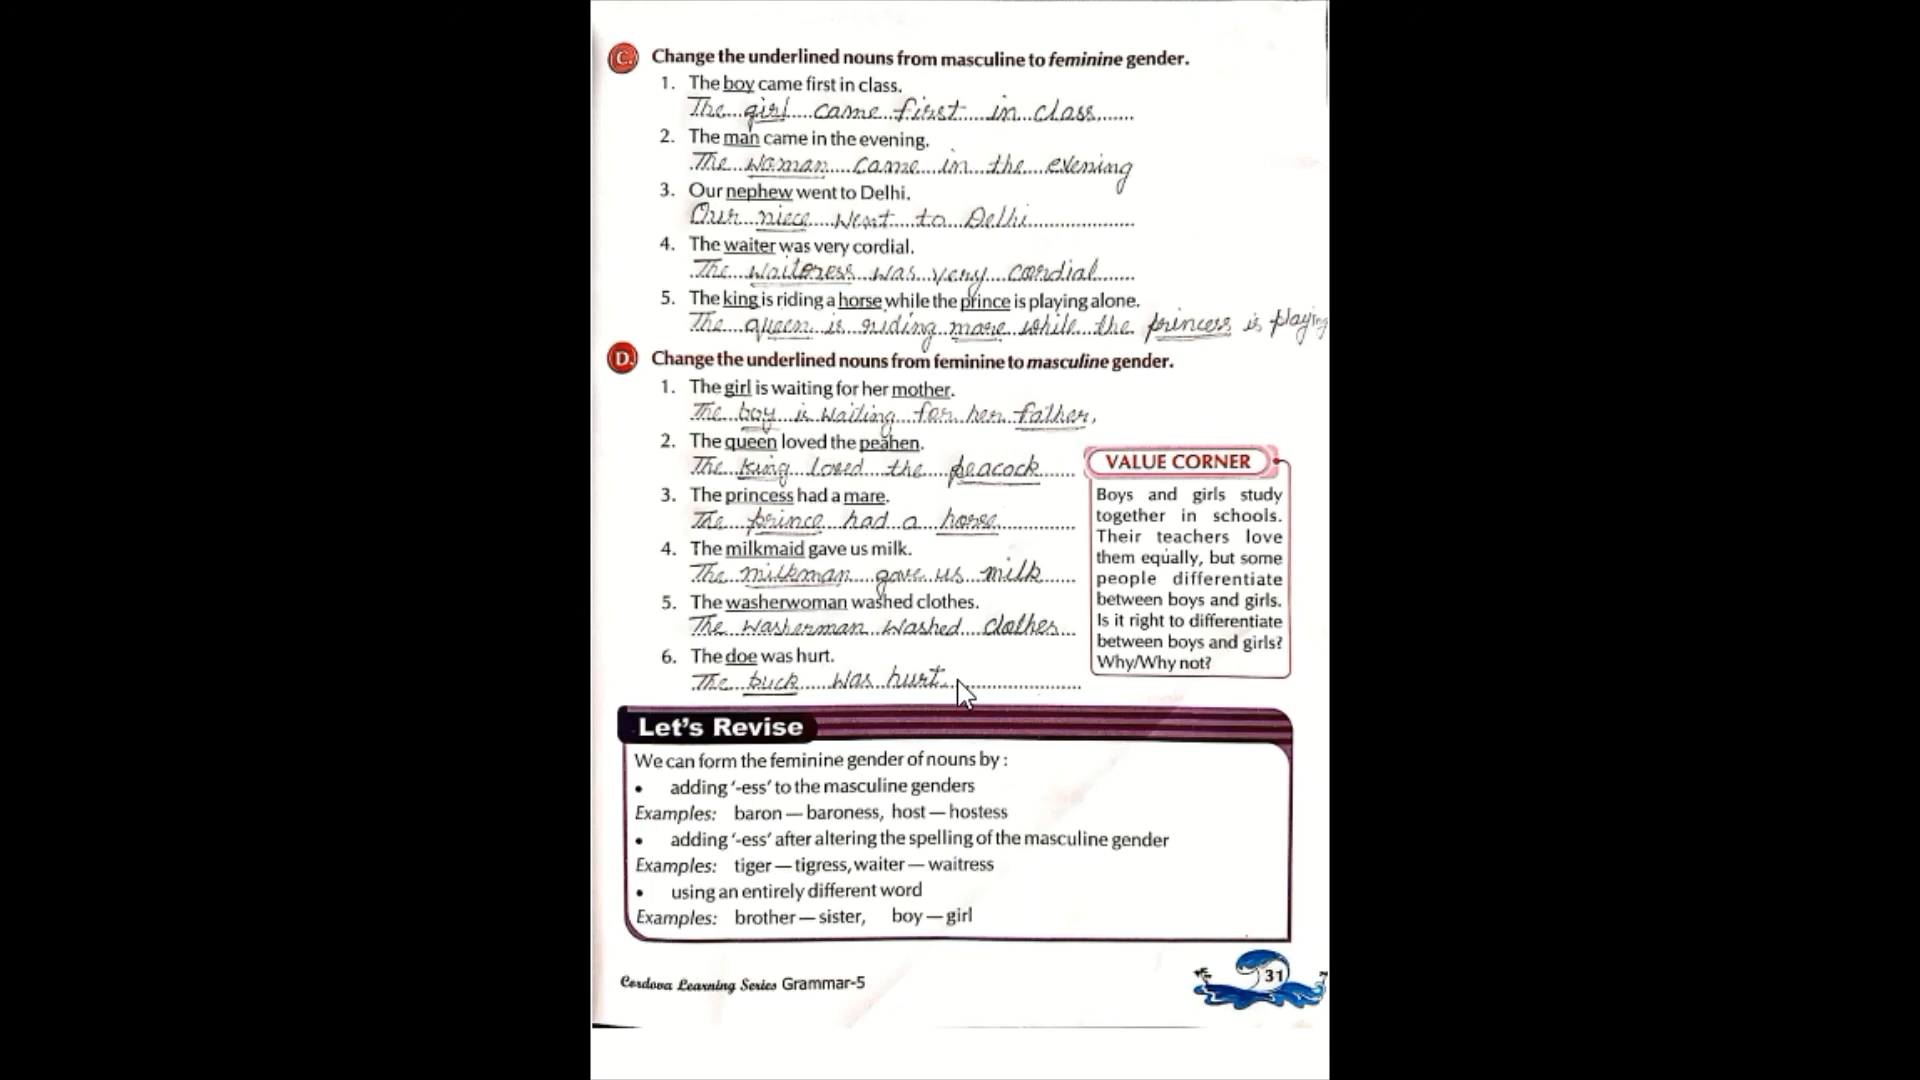 C. Change the underlined nouns from masculine to feminine gender.
1. The boy came first in class.
The girl came first in class
2. The man came in the evening.
The woman came in the evening
3. Our nephew went to Delhi.
Our niece went to Delhi
4. The waiter was very cordial.
The waitoress was very cordial
5. The king is riding a horse while the prince is playing alone.
The queen is riding mare while the princess is playing
D. Change the underlined nouns from feminine to masculine gender.
1. The girl is waiting for her mother.
The boy is waiting for her father,
2. The queen loved the peahen.
The king loved the peacock
3. The princess had a mare.
The prince had a horse
4. The milkmaid gave us milk.
The milkman gave us milk
5. The washerwoman washed clothes.
The washerman washed clothes
6. The doe was hurt.
The buck was hurt.
VALUE CORNER
Boys and girls study
together in schools.
Their teachers love
them equally, but some
people differentiate
between boys and girls.
Is it right to differentiate
between boys and girls?
Why/Why not?
Let's Revise
We can form the feminine gender of nouns by :
• adding '-ess' to the masculine genders
Examples: baron — baroness, host — hostess
• adding '-ess' after altering the spelling of the masculine gender
Examples: tiger — tigress, waiter — waitress
• using an entirely different word
Examples: brother — sister, boy — girl
Cordova Learning Series Grammar-5
31